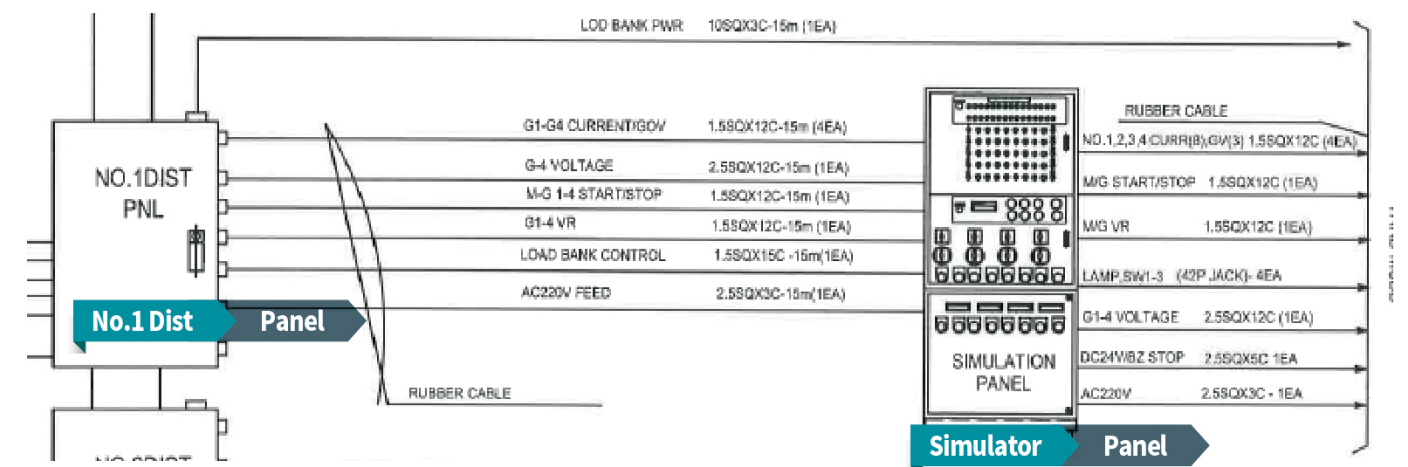 LOD BANK PWR 10SQX3C-15m (1EA)
RUBBER CABLE
G1-G4 CURRENT/GOV 1.5SQX12C-15m (4EA)
NO.1,2,3,4 CURR(8),GV(3) 1.5SQX12C (4EA)
NO.1DIST
PNL
G-4 VOLTAGE 2.5SQX12C-15m (1EA)
M/G START/STOP 1.5SQX12C (1EA)
M-G 1-4 START/STOP 1.5SQX12C-15m (1EA)
G1-4 VR 1.5SQX12C-15m (1EA)
M/G VR 1.5SQX12C (1EA)
LOAD BANK CONTROL 1.5SQX15C -15m(1EA)
LAMP,SW1-3 (42P JACK)- 4EA
AC220V FEED 2.5SQX3C-15m(1EA)
No.1 Dist Panel
G1-4 VOLTAGE 2.5SQX12C (1EA)
SIMULATION
PANEL
DC24V/BZ STOP 2.5SQX5C 1EA
RUBBER CABLE
AC220V 2.5SQX3C - 1EA
Simulator Panel